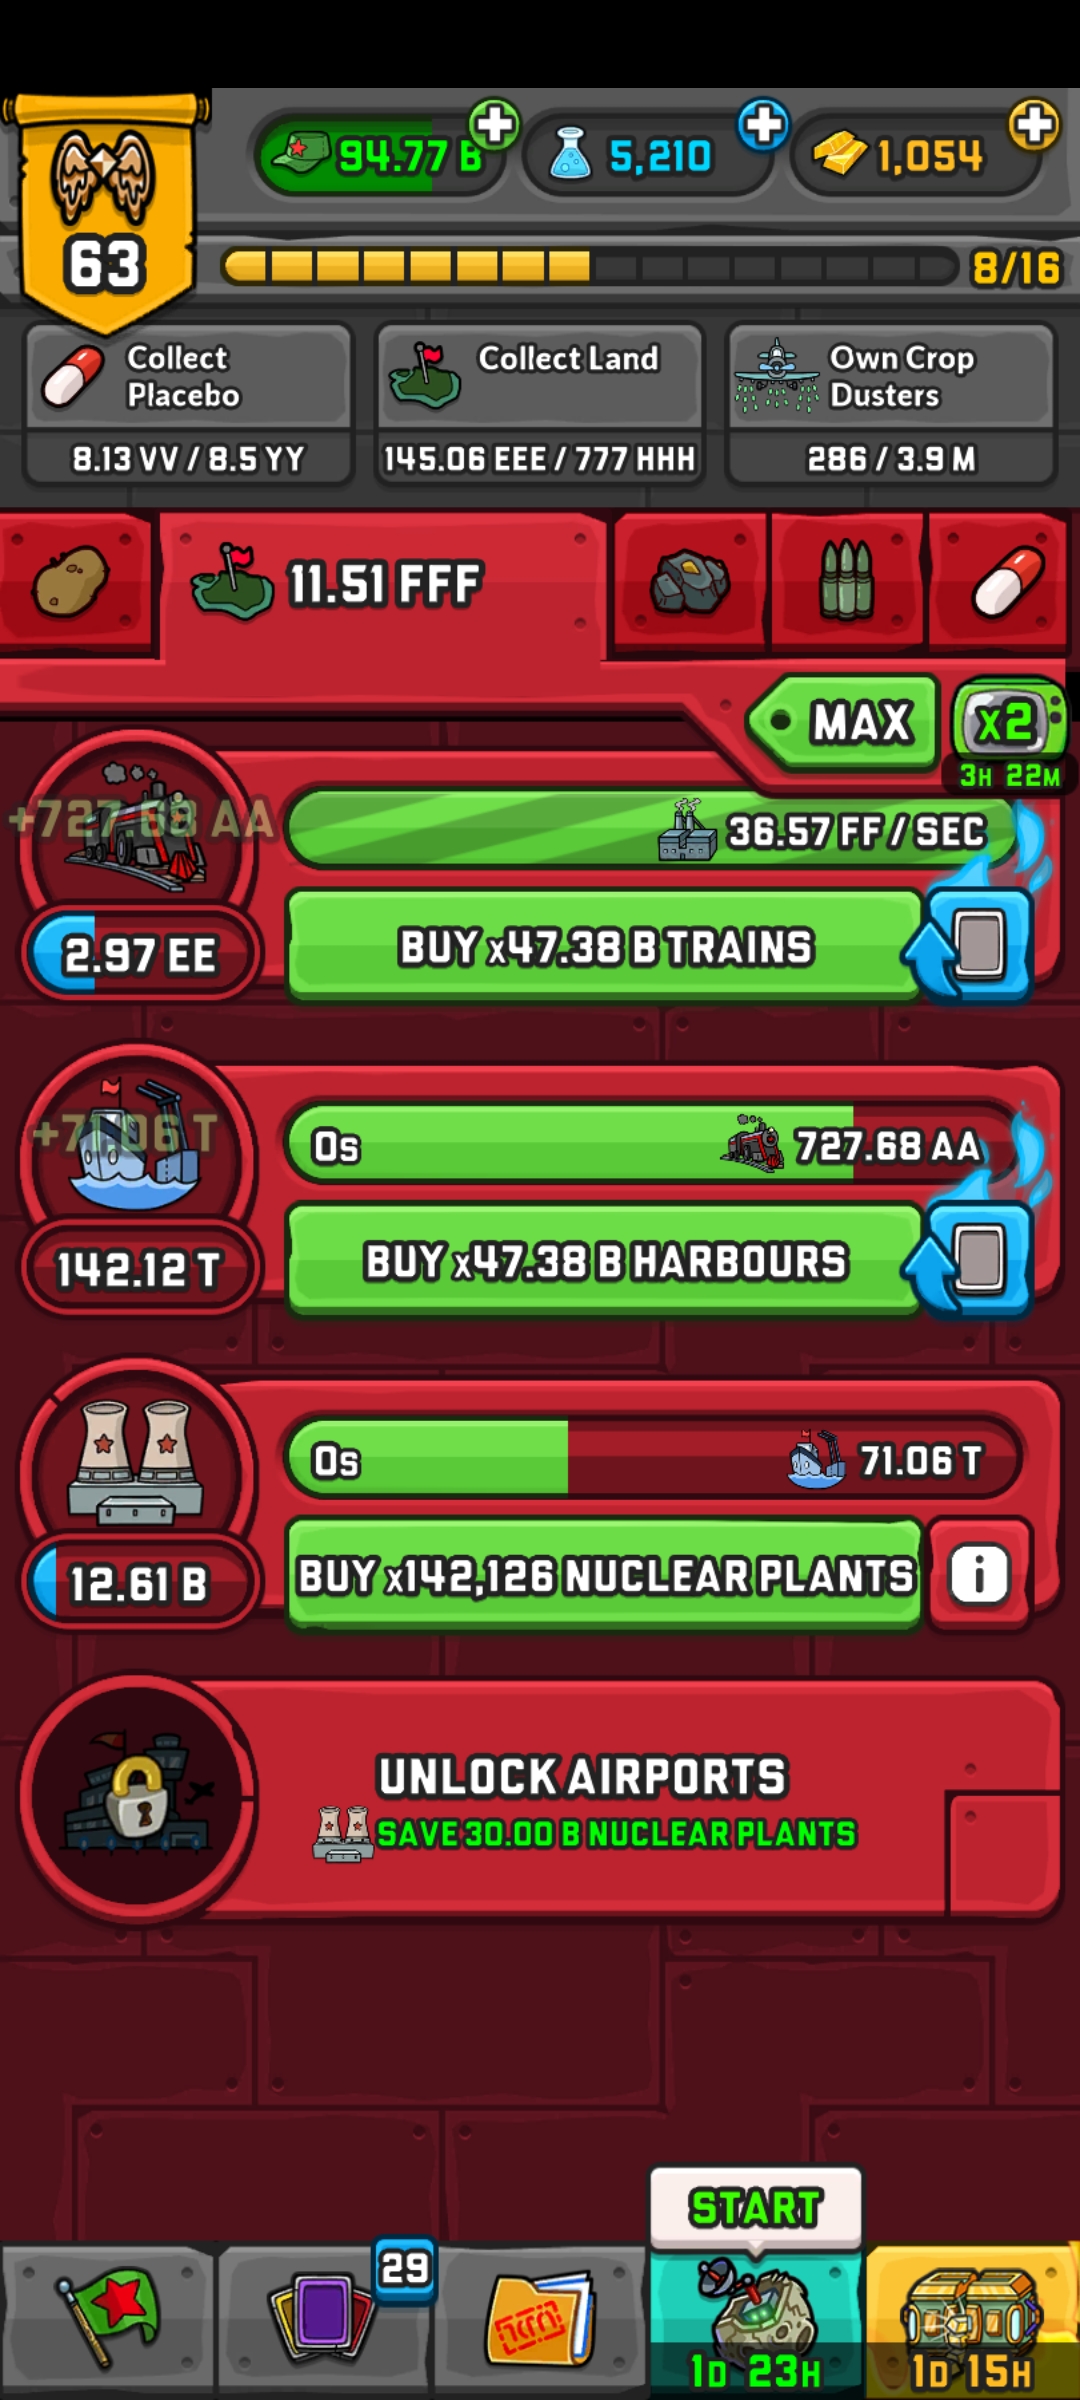 94.77 B
5,210
1,054
63
8/16
Collect
Placebo
8.13 VV / 8.5 YY
Collect Land
145.06 EEE / 777 HHH
Own Crop
Dusters
286 / 3.9 M
11.51 FFF
MAX
X2
3H 22M
+727.68 AA
36.57 FF / SEC
2.97 EE
BUY x47.38 B TRAINS
+71.06 T
0s
727.68 AA
142.12 T
BUY x47.38 B HARBOURS
0s
71.06 T
12.61 B
BUY x142,126 NUCLEAR PLANTS
i
UNLOCK AIRPORTS
SAVE 30.00 B NUCLEAR PLANTS
START
29
1D 23H
1D 15H